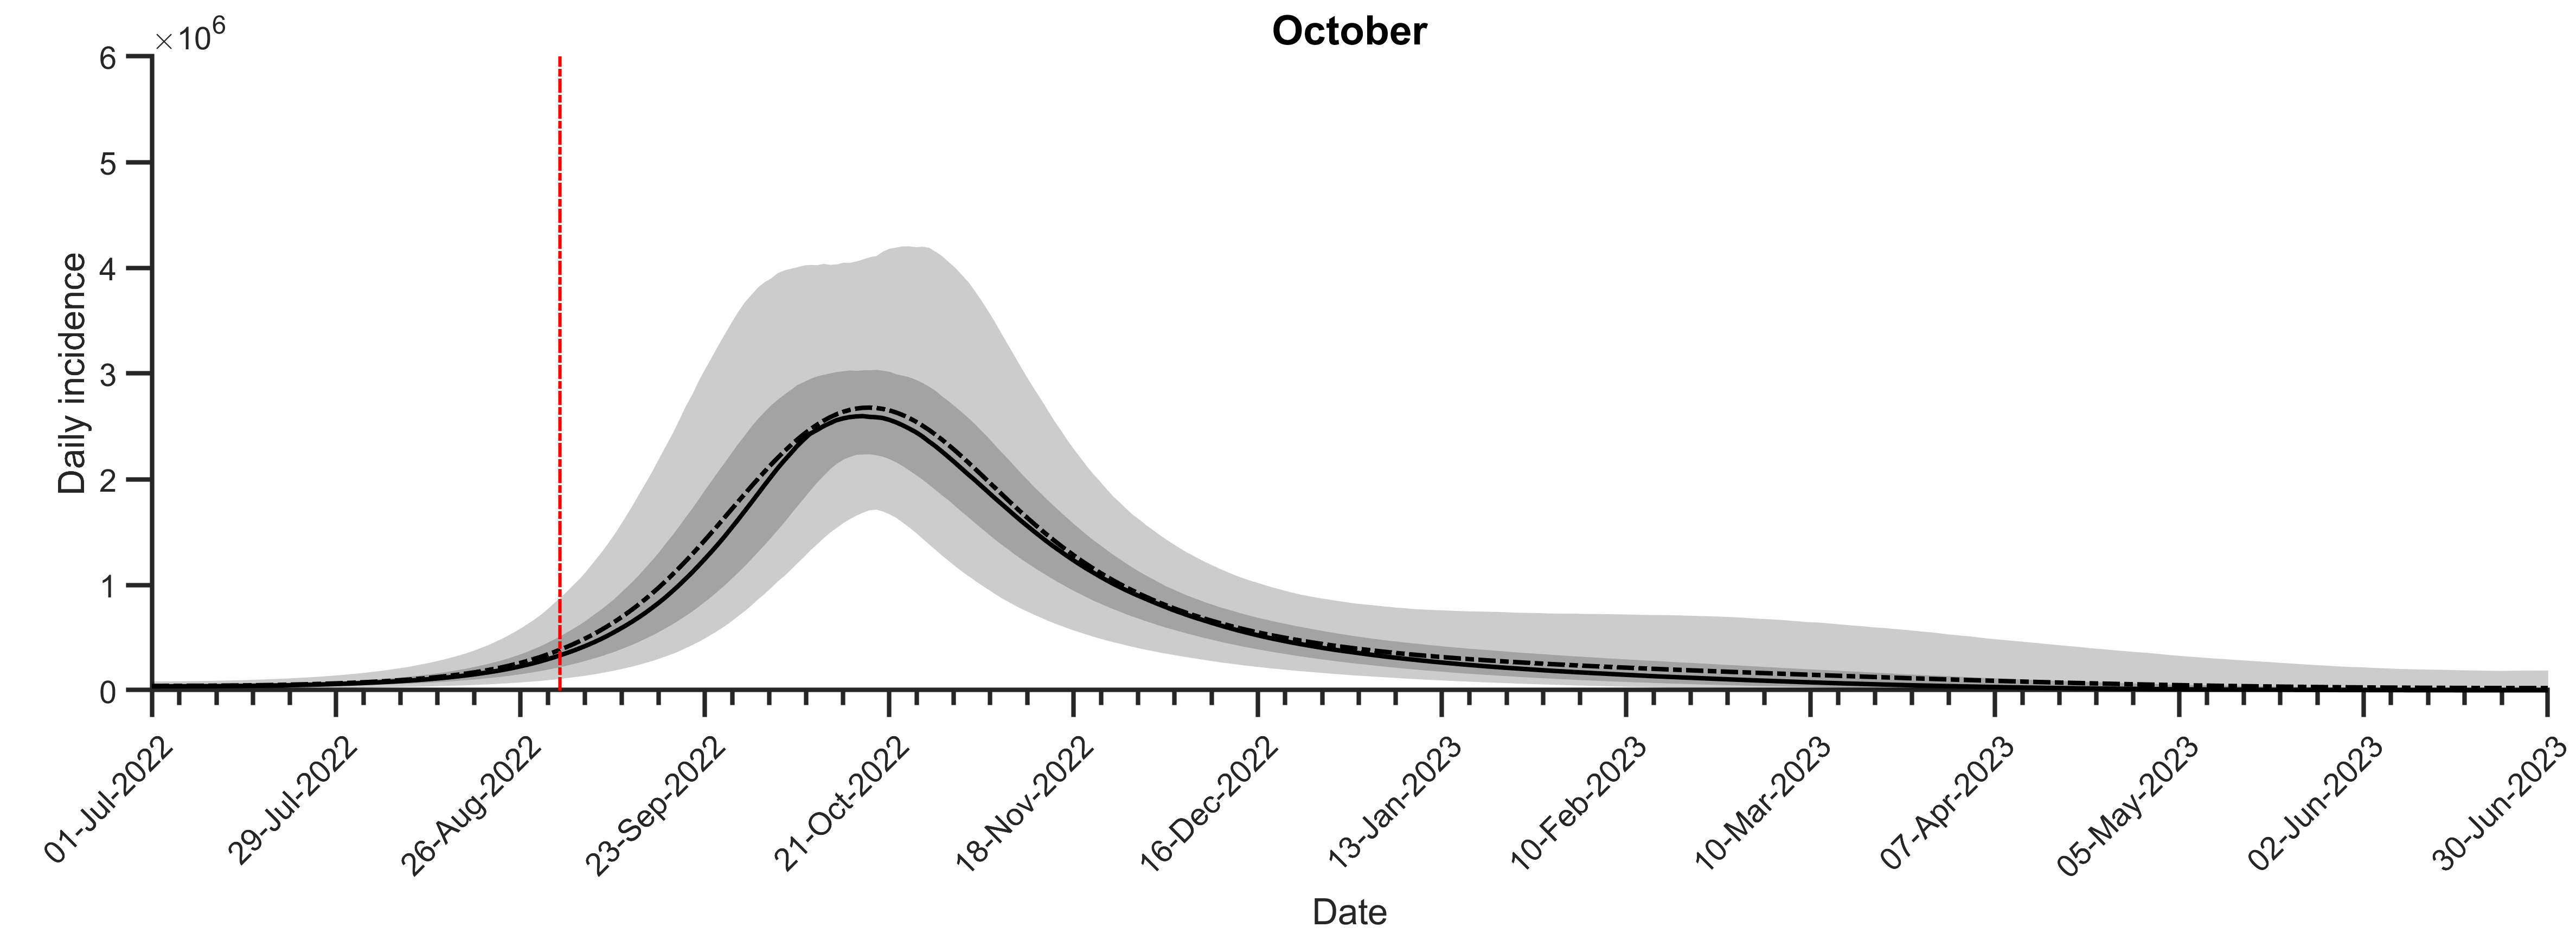 October
×10⁶
6
5
4
3
2
1
0
Daily incidence
01-Jul-2022
29-Jul-2022
26-Aug-2022
23-Sep-2022
21-Oct-2022
18-Nov-2022
16-Dec-2022
13-Jan-2023
10-Feb-2023
10-Mar-2023
07-Apr-2023
05-May-2023
02-Jun-2023
30-Jun-2023
Date